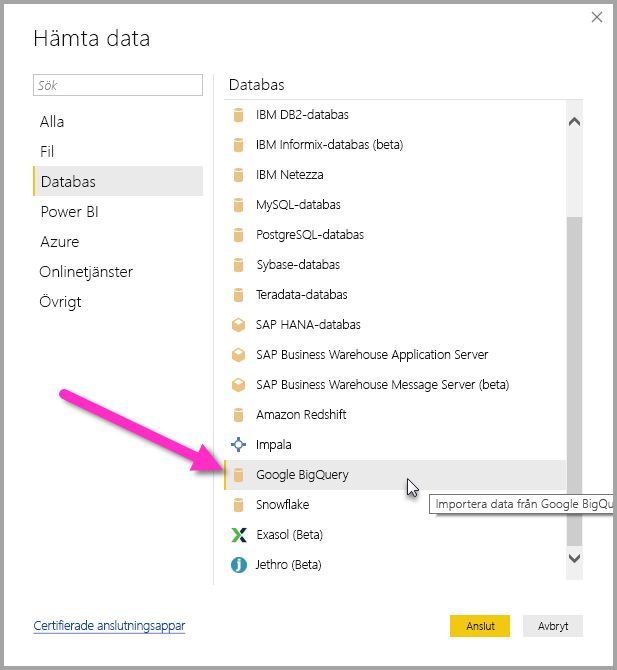 Hämta data
Sök
Alla
Fil
Databas
Power BI
Azure
Onlinetjänster
Övrigt
Databas
IBM DB2-databas
IBM Informix-databas (beta)
IBM Netezza
MySQL-databas
PostgreSQL-databas
Sybase-databas
Teradata-databas
SAP HANA-databas
SAP Business Warehouse Application Server
SAP Business Warehouse Message Server (beta)
Amazon Redshift
Impala
Google BigQuery
Importera data från Google BigQu
Snowflake
Exasol (Beta)
Jethro (Beta)
Certifierade anslutningsappar
Anslut
Avbryt